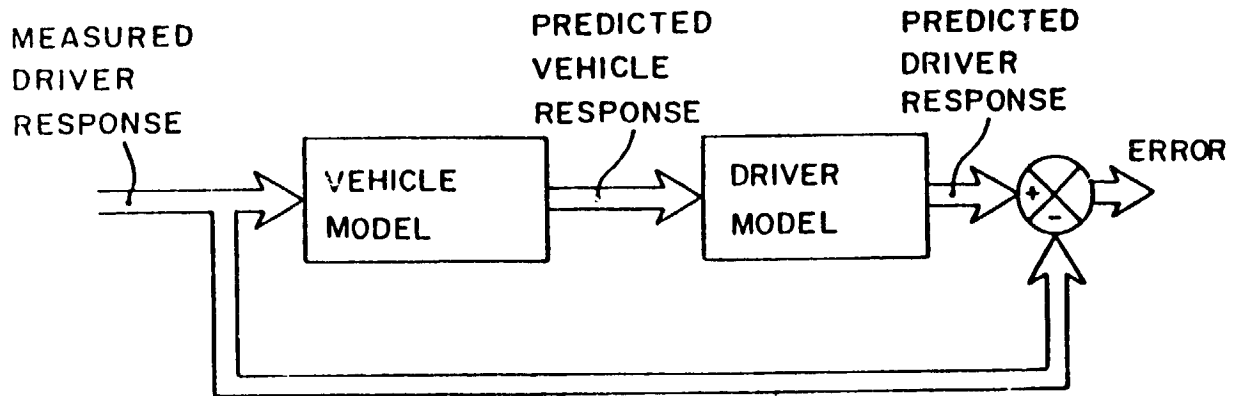 MEASURED
DRIVER
RESPONSE
PREDICTED
VEHICLE
RESPONSE
PREDICTED
DRIVER
RESPONSE
ERROR
VEHICLE
MODEL
DRIVER
MODEL
+
-